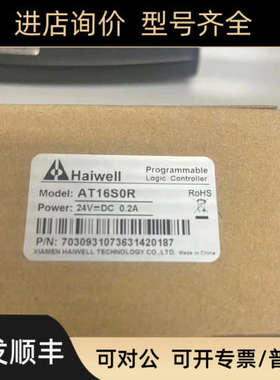 进店询价 型号齐全
Haiwell
Programmable
Logic Controller
Model: AT16S0R
RoHS
Power: 24V⎓DC 0.2A
P/N: 7030931073631420187
XIAMEN HAIWELL TECHNOLOGY CO.,LTD. Made in China
发顺丰
可对公 可开专票/普